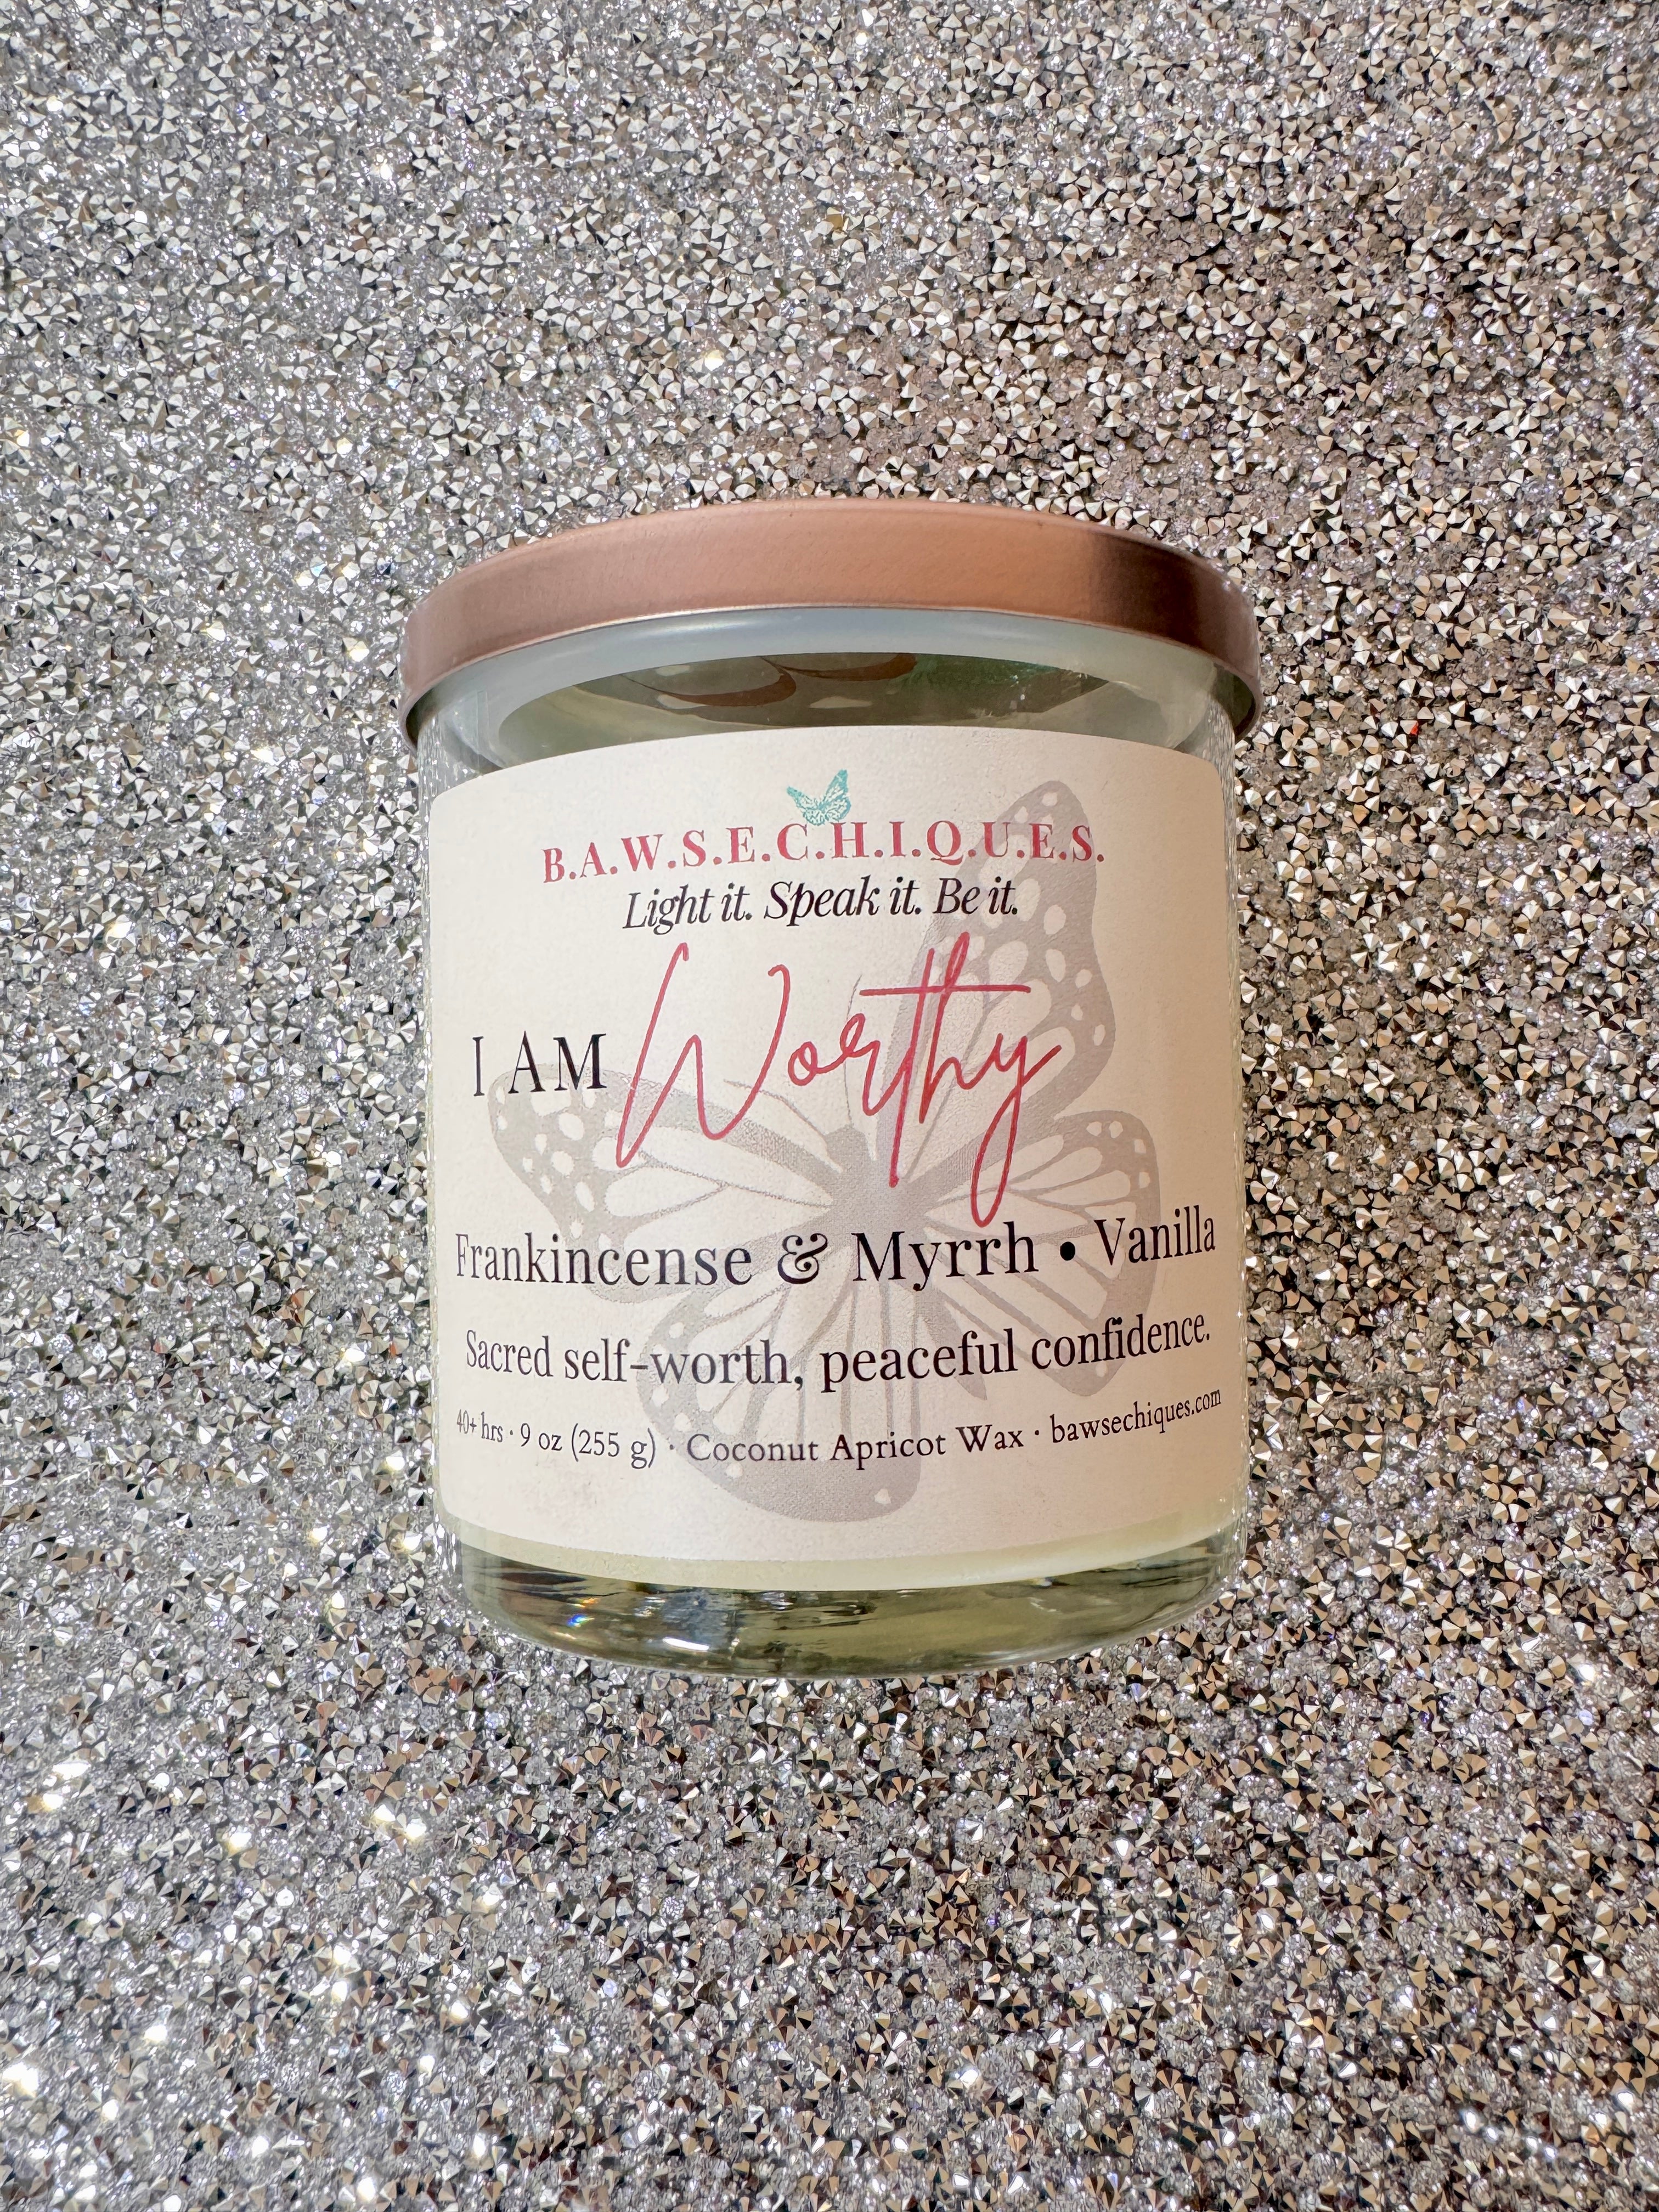 B.A.W.S.E.C.H.I.Q.U.E.S.
Light it. Speak it. Be it.
I AM Worthy
Frankincense & Myrrh • Vanilla
Sacred self-worth, peaceful confidence.
40+ hrs · 9 oz (255 g) · Coconut Apricot Wax · bawsechiques.com